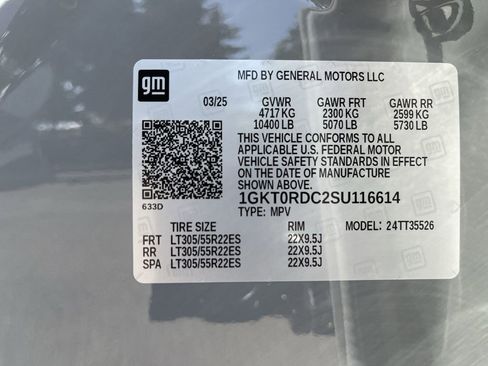 gm
MFD BY GENERAL MOTORS LLC
03/25 GVWR GAWR FRT GAWR RR
4717 KG 2300 KG 2599 KG
10400 LB 5070 LB 5730 LB
THIS VEHICLE CONFORMS TO ALL
APPLICABLE U.S. FEDERAL MOTOR
VEHICLE SAFETY STANDARDS IN EFFECT
ON THE DATE OF MANUFACTURE
SHOWN ABOVE.
1GKT0RDC2SU116614
633D TYPE: MPV MODEL: 24TT35526
TIRE SIZE RIM
FRT LT305/55R22ES 22X9.5J
RR LT305/55R22ES 22X9.5J
SPA LT305/55R22ES 22X9.5J